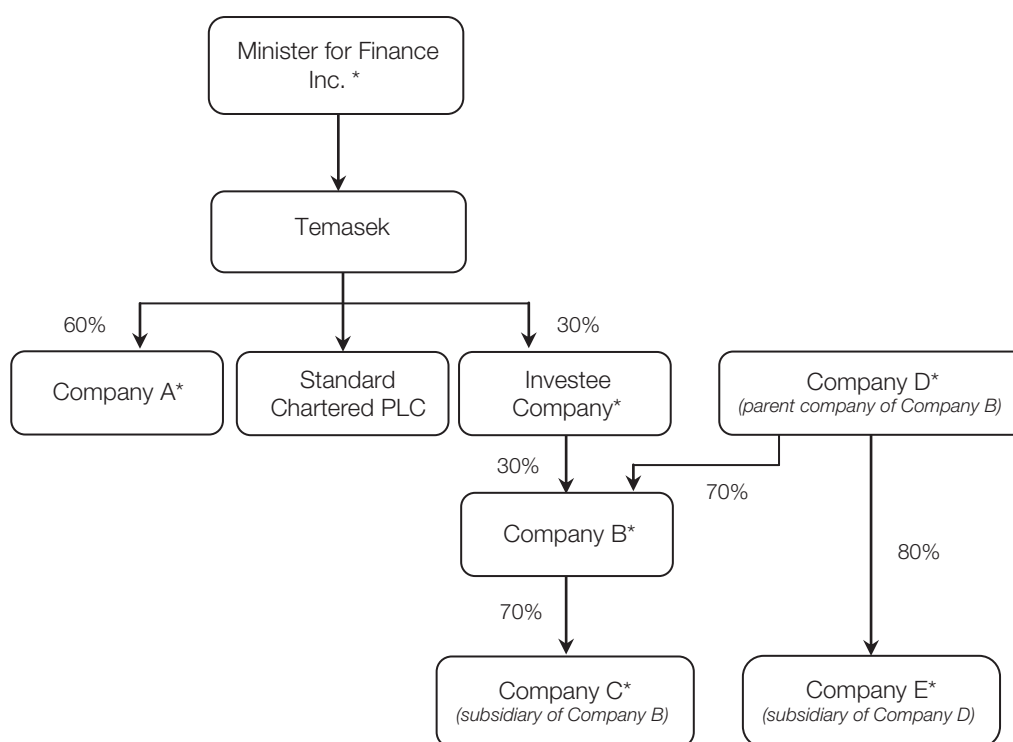 Minister for Finance
Inc. *
Temasek
60%
30%
Company A*
Standard
Chartered PLC
Investee
Company*
Company D*
(parent company of Company B)
30%
70%
Company B*
80%
70%
Company C*
(subsidiary of Company B)
Company E*
(subsidiary of Company D)